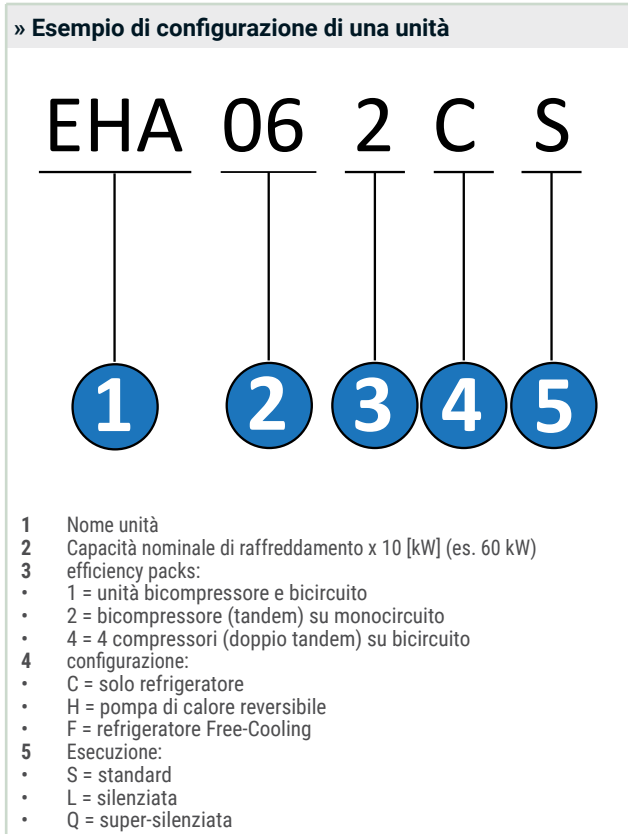 » Esempio di configurazione di una unità
EHA 06 2 C S
1 2 3 4 5
1 Nome unità
2 Capacità nominale di raffreddamento x 10 [kW] (es. 60 kW)
3 efficiency packs:
• 1 = unità bicompressore e bicircuito
• 2 = bicompressore (tandem) su monocircuito
• 4 = 4 compressori (doppio tandem) su bicircuito
4 configurazione:
• C = solo refrigeratore
• H = pompa di calore reversibile
• F = refrigeratore Free-Cooling
5 Esecuzione:
• S = standard
• L = silenziata
• Q = super-silenziata